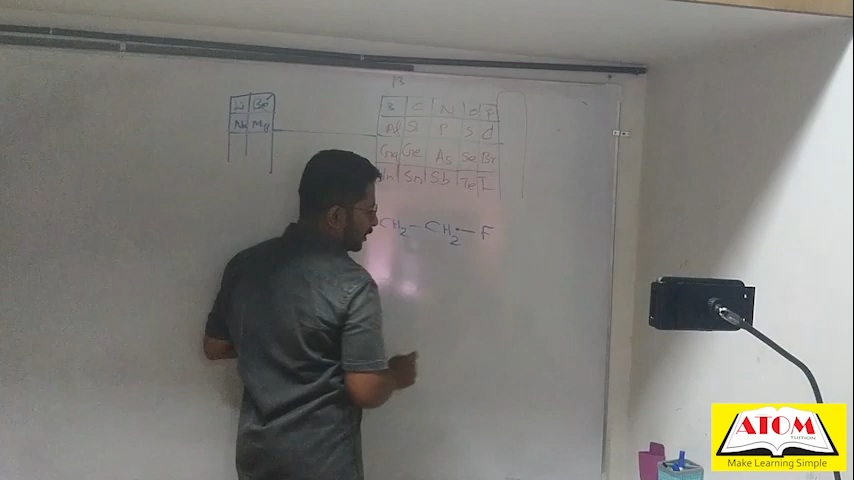 13
Li Be B C N O F
Na Mg Al Si P S Cl
Ga Ge As Se Br
In Sn Sb Te I
CH2 - CH2 - F
ATOM
TUITION
Make Learning Simple